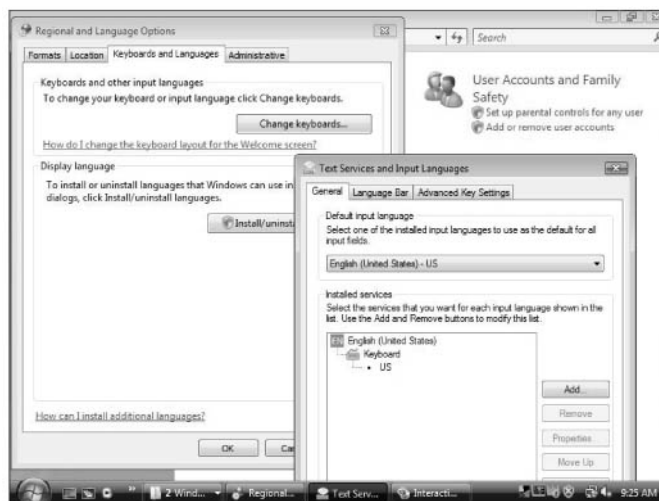 Regional and Language Options
Formats Location Keyboards and Languages Administrative
Keyboards and other input languages
To change your keyboard or input language click Change keyboards.
Change keyboards...
How do I change the keyboard layout for the Welcome screen?
Display language
To install or uninstall languages that Windows can use in
dialogs, click Install/uninstall languages.
Install/uninst
How can I install additional languages?
OK
Search
User Accounts and Family
Safety
Set up parental controls for any user
Add or remove user accounts
Text Services and Input Languages
General Language Bar Advanced Key Settings
Default input language
Select one of the installed input languages to use as the default for all
input fields.
English (United States) - US
Installed services
Select the services that you want for each input language shown in the
list. Use the Add and Remove buttons to modify this list.
EN English (United States)
Keyboard
• US
Add...
Remove
Properties...
Move Up
2 Wind... Regional... Text Serv... Interacti... 9:25 AM